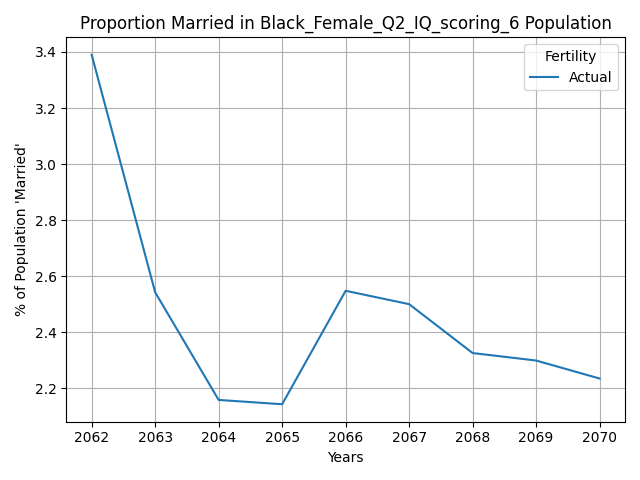 Proportion Married in Black_Female_Q2_IQ_scoring_6 Population
Fertility
Actual
% of Population 'Married'
3.4
3.2
3.0
2.8
2.6
2.4
2.2
2062 2063 2064 2065 2066 2067 2068 2069 2070
Years